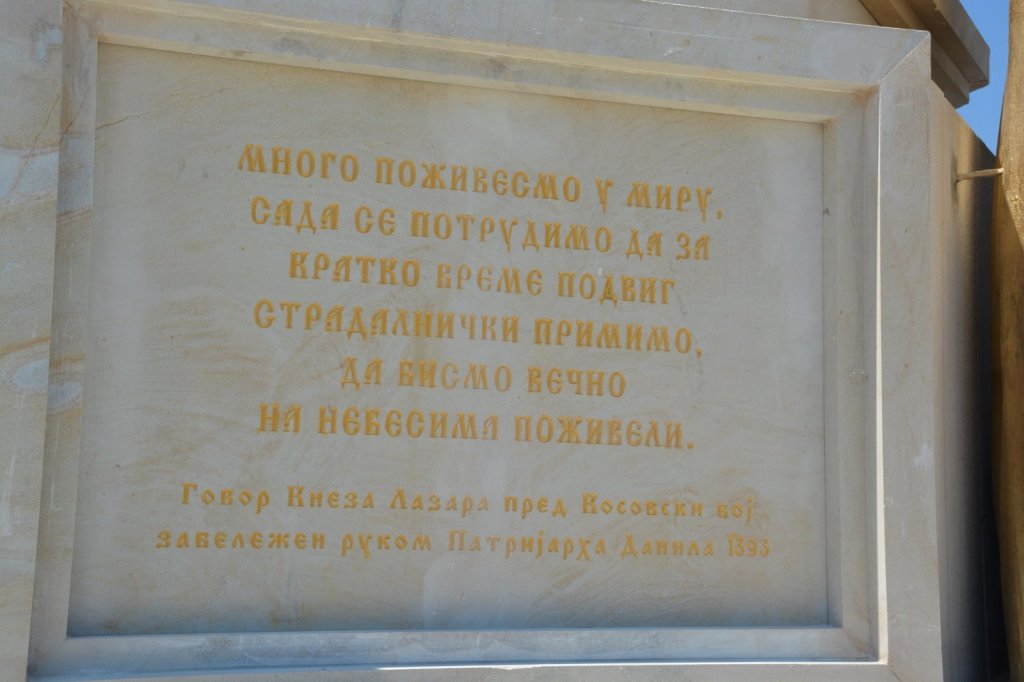 МНОГО ПОЖИВЕСМО У МИРУ,
САДА СЕ ПОТРУДИМО ДА ЗА
КРАТКО ВРЕМЕ ПОДВИГ
СТРАДАЛНИЧКИ ПРИМИМО,
ДА БИСМО ВЕЧНО
НА НЕБЕСИМА ПОЖИВЕЛИ.
Говор Кнеза Лазара пред Косовски бој
забележен руком Патријарха Данила 1393